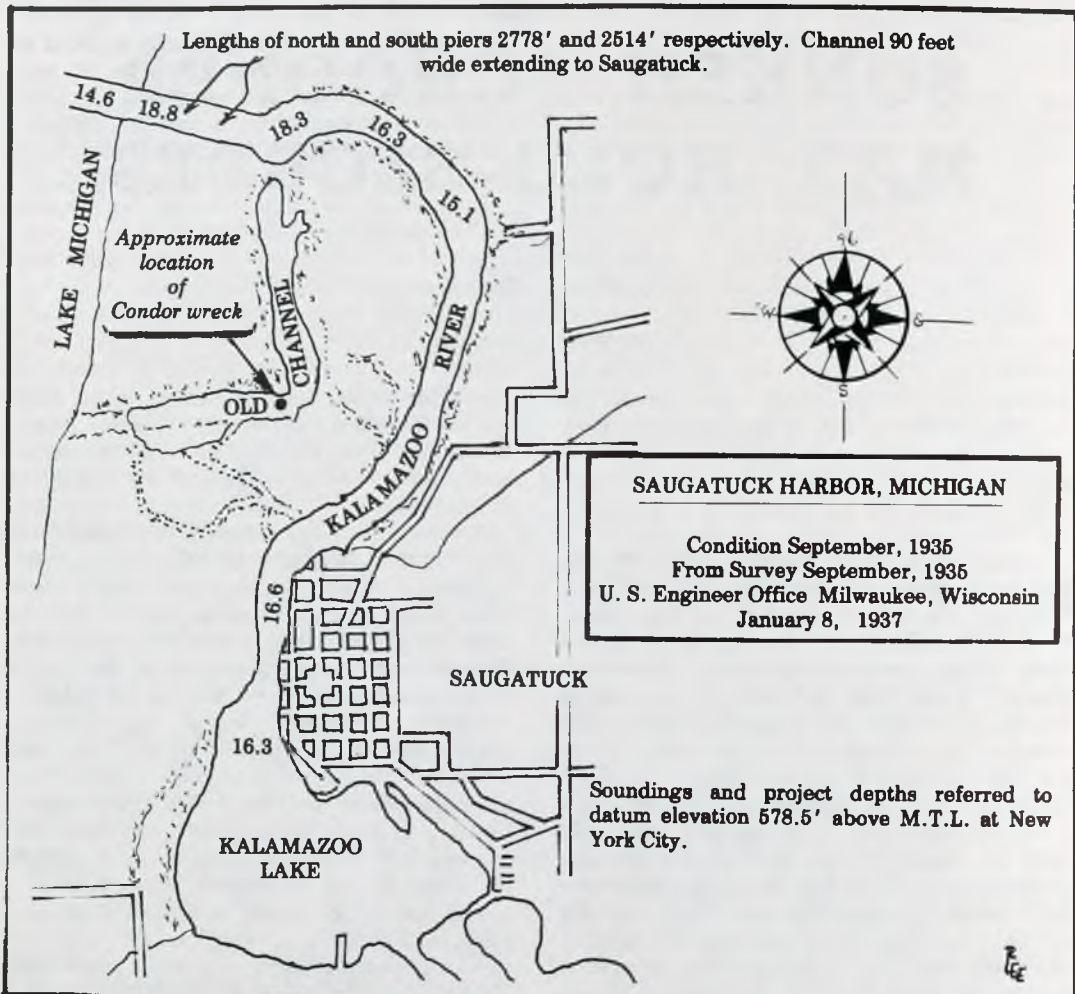 Lengths of north and south piers 2778' and 2514' respectively. Channel 90 feet
wide extending to Saugatuck.
14.6
18.8
18.3
16.3
15.1
LAKE MICHIGAN
Approximate
location
of
Condor wreck
OLD CHANNEL
KALAMAZOO RIVER
W
S
SAUGATUCK HARBOR, MICHIGAN
Condition September, 1935
From Survey September, 1935
U. S. Engineer Office Milwaukee, Wisconsin
January 8, 1937
16.6
SAUGATUCK
16.3
Soundings and project depths referred to
datum elevation 578.5' above M.T.L. at New
York City.
KALAMAZOO
LAKE